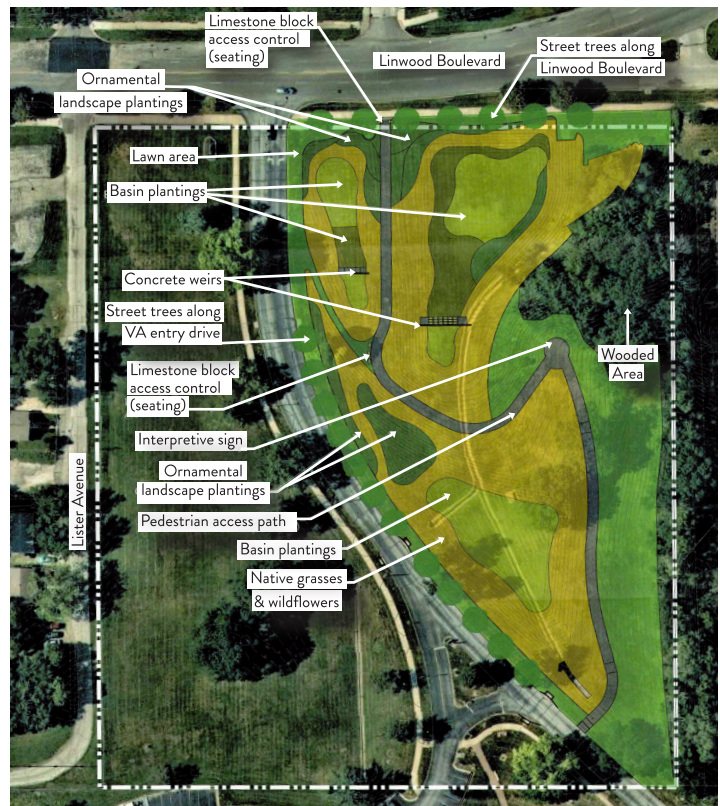 Limestone block
access control
(seating)
Linwood Boulevard
Street trees along
Linwood Boulevard
Ornamental
landscape plantings
Lawn area
Basin plantings
Concrete weirs
Street trees along
VA entry drive
Wooded
Area
Limestone block
access control
(seating)
Interpretive sign
Ornamental
landscape plantings
Lister Avenue
Pedestrian access path
Basin plantings
Native grasses
& wildflowers